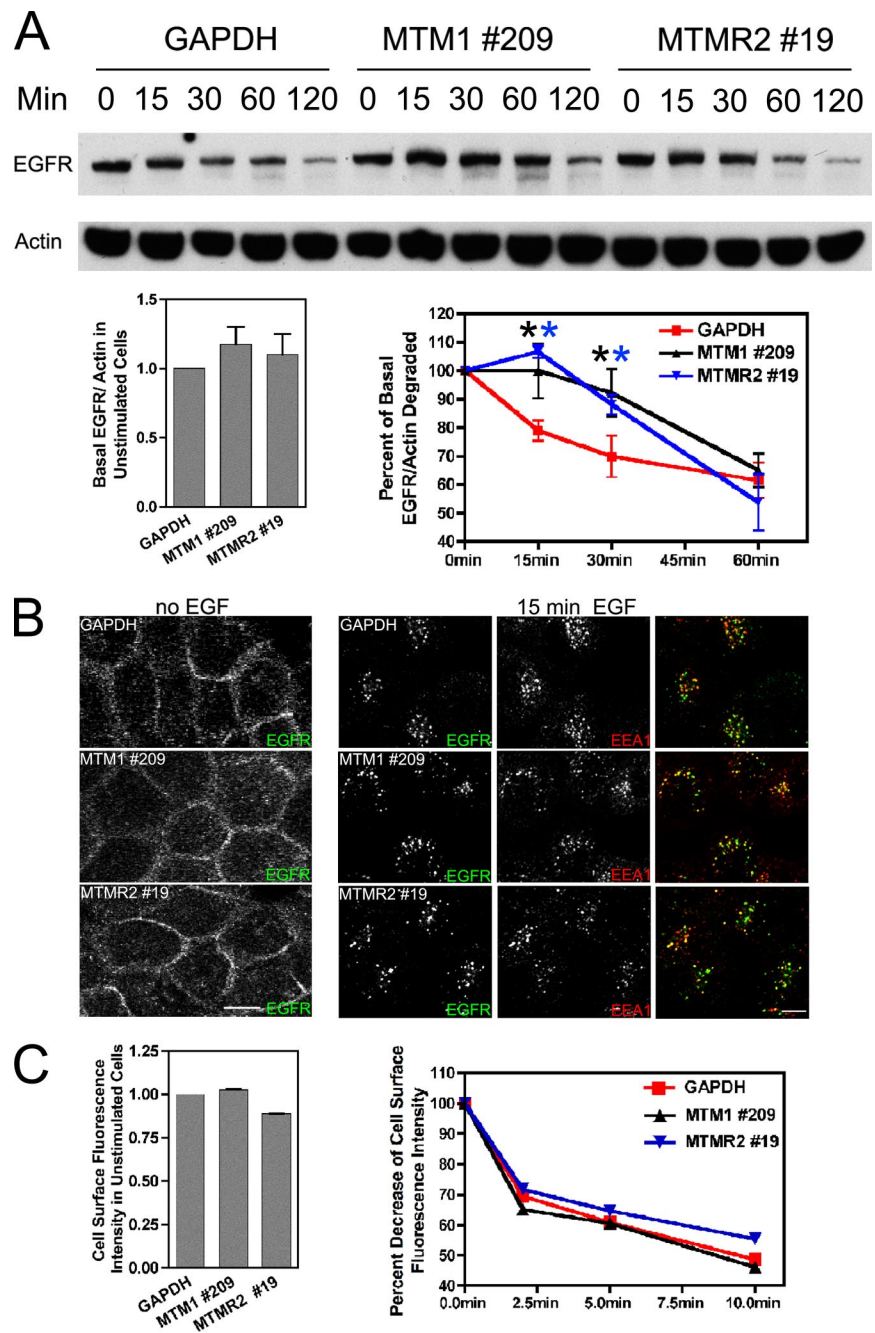 A
GAPDH MTM1 #209 MTMR2 #19
Min 0 15 30 60 120 0 15 30 60 120 0 15 30 60 120
EGFR
Actin
Basal EGFR/ Actin in
Unstimulated Cells
1.5
1.0
0.5
0.0
GAPDH
MTM1 #209
MTMR2 #19
Percent of Basal
EGFR/Actin Degraded
120
110
100
90
80
70
60
50
40
0min 15min 30min 45min 60min
* * * *
GAPDH
MTM1 #209
MTMR2 #19
B
no EGF 15 min EGF
GAPDH
EGFR
GAPDH
EGFR
EEA1
MTM1 #209
EGFR
MTM1 #209
EGFR
EEA1
MTMR2 #19
EGFR
MTMR2 #19
EGFR
EEA1
C
Cell Surface Fluorescence
Intensity in Unstimulated Cells
1.25
1.00
0.75
0.50
0.25
0.00
GAPDH
MTM1 #209
MTMR2 #19
Percent Decrease of Cell Surface
Fluorescence Intensity
110
100
90
80
70
60
50
40
0.0min 2.5min 5.0min 7.5min 10.0min
GAPDH
MTM1 #209
MTMR2 #19